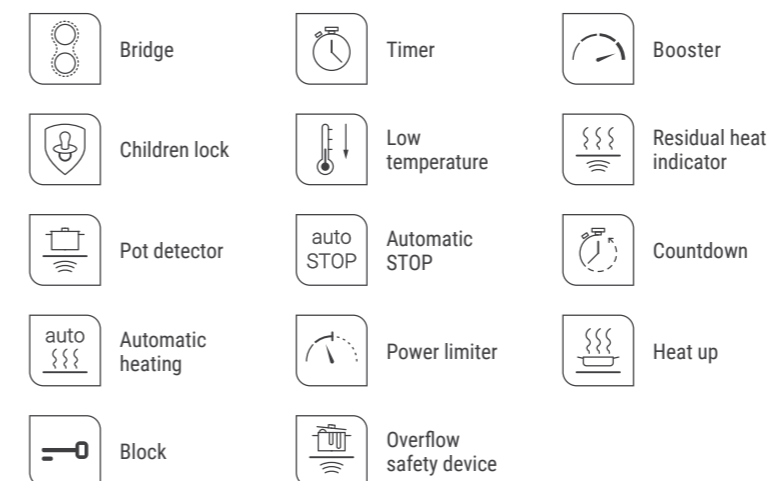 Bridge
Timer
Booster
Children lock
Low
temperature
Residual heat
indicator
Pot detector
auto
STOP
Automatic
STOP
Countdown
auto
Automatic
heating
Power limiter
Heat up
Block
Overflow
safety device